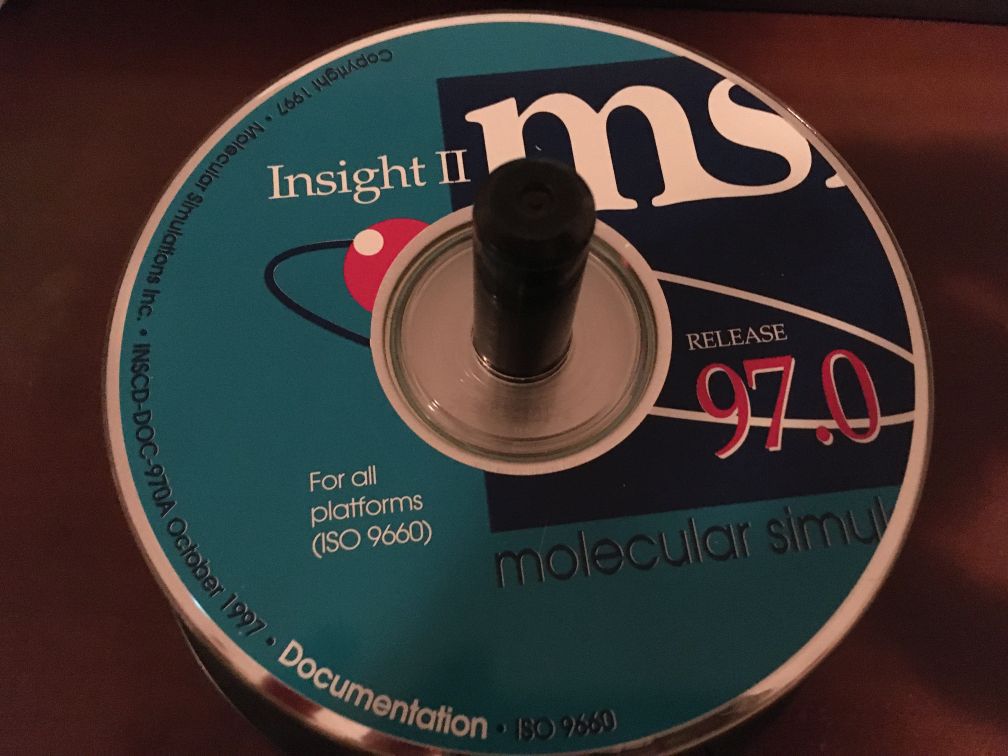 msi
Insight II
RELEASE
97.0
For all
platforms
(ISO 9660)
molecular simul
Copyright 1997 • Molecular Simulations Inc. • INSCD-DOC-970A October 1997 • Documentation • ISO 9660